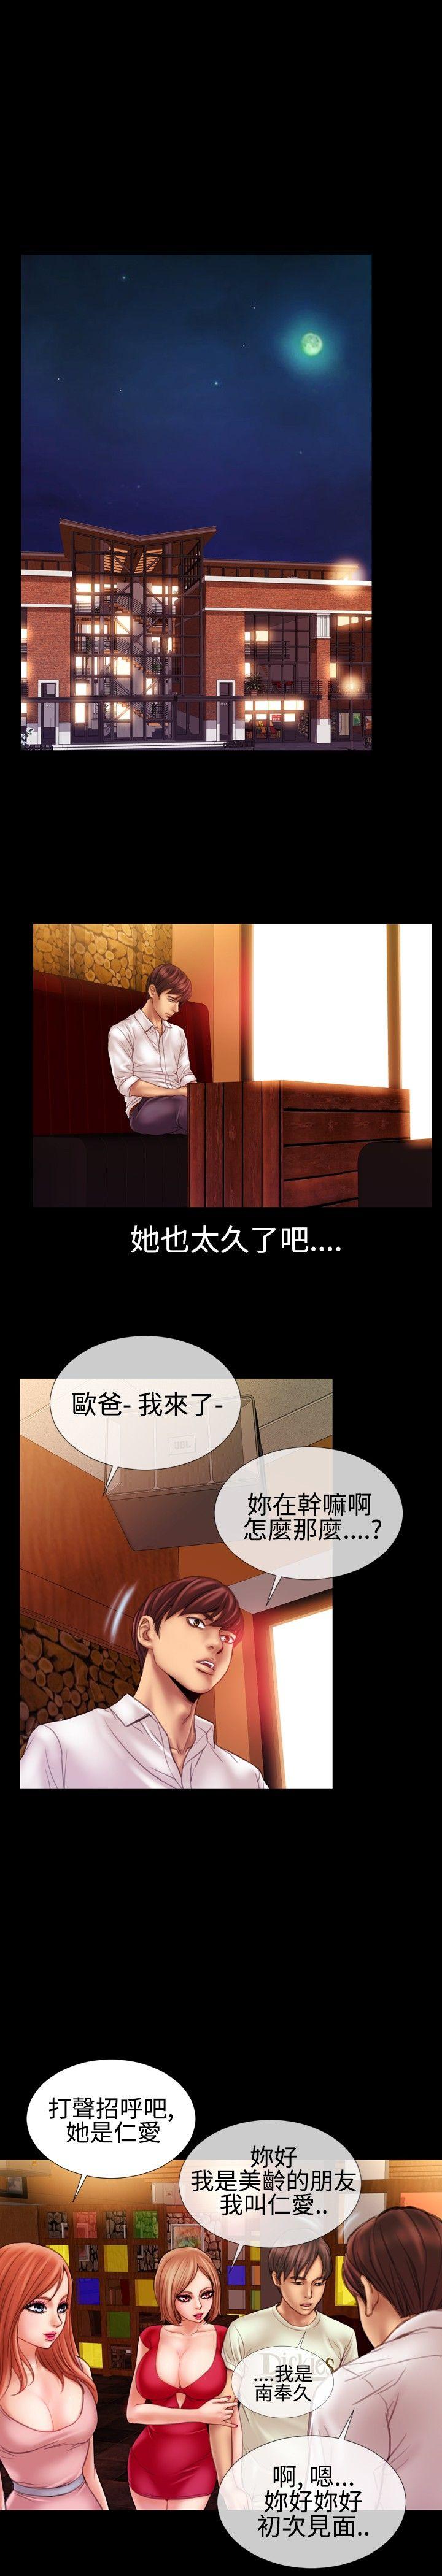 她也太久了吧....
歐爸- 我來了-
JBL
妳在幹嘛啊
怎麼那麼....?
打聲招呼吧,
她是仁愛
妳好
我是美齡的朋友
我叫仁愛..
Dickies
....我是
南奉久
啊, 嗯...
妳好妳好
初次見面..